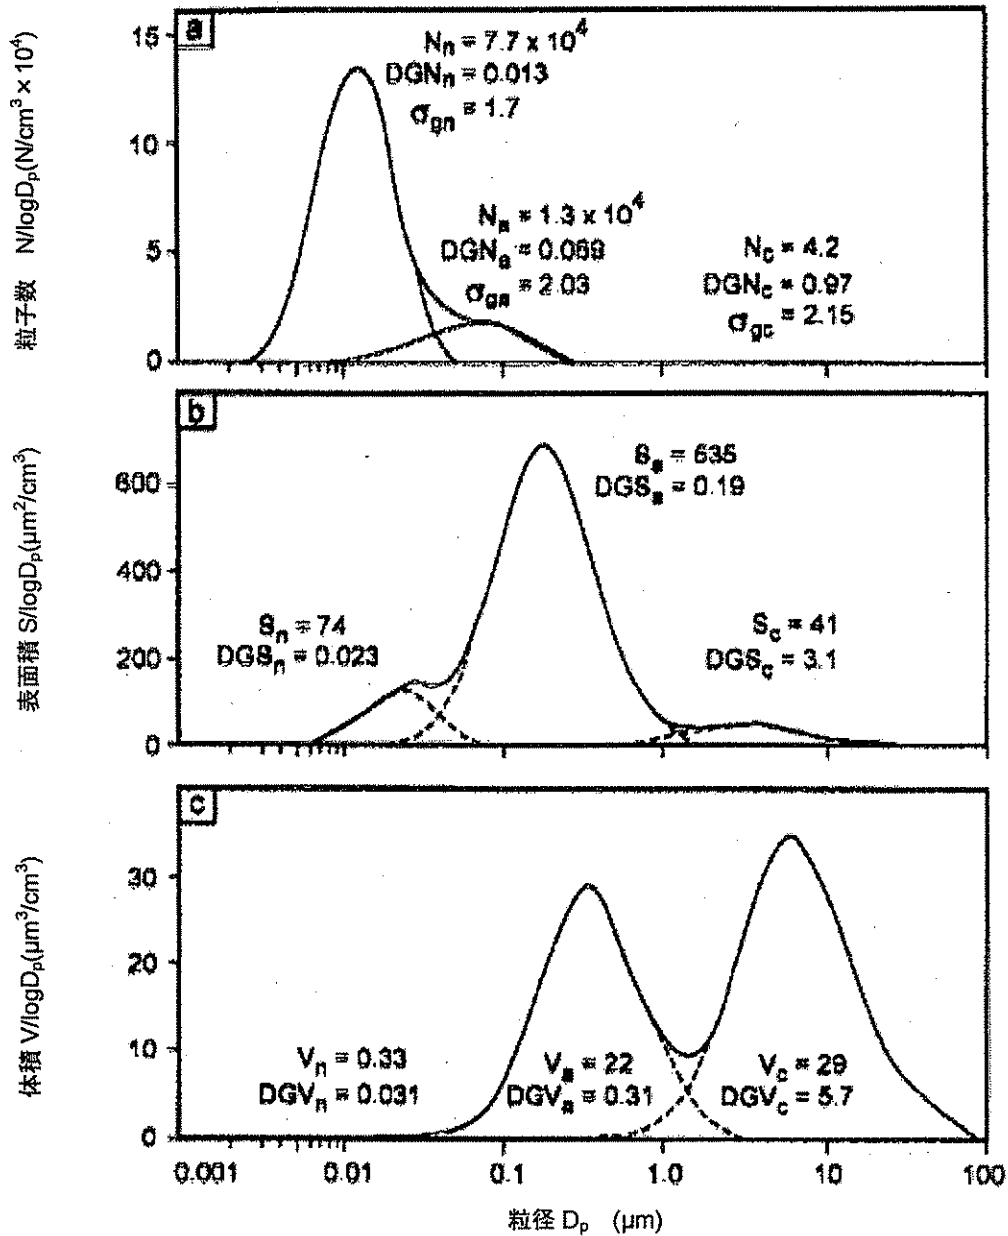 粒子数 N/logDp(N/cm³×10⁴)
a
15
10
5
0
Nn = 7.7 x 10⁴
DGNn = 0.013
σgn = 1.7
Na = 1.3 x 10⁴
DGNa = 0.069
σga = 2.03
Nc = 4.2
DGNc = 0.97
σgc = 2.15
表面積 S/logDp(μm²/cm³)
b
600
400
200
0
Sn = 74
DGSn = 0.023
Sa = 635
DGSa = 0.19
Sc = 41
DGSc = 3.1
体積 V/logDp(μm³/cm³)
c
30
20
10
0
Vn = 0.33
DGVn = 0.031
Va = 22
DGVa = 0.31
Vc = 29
DGVc = 5.7
0.001 0.01 0.1 1.0 10 100
粒径 Dp (μm)